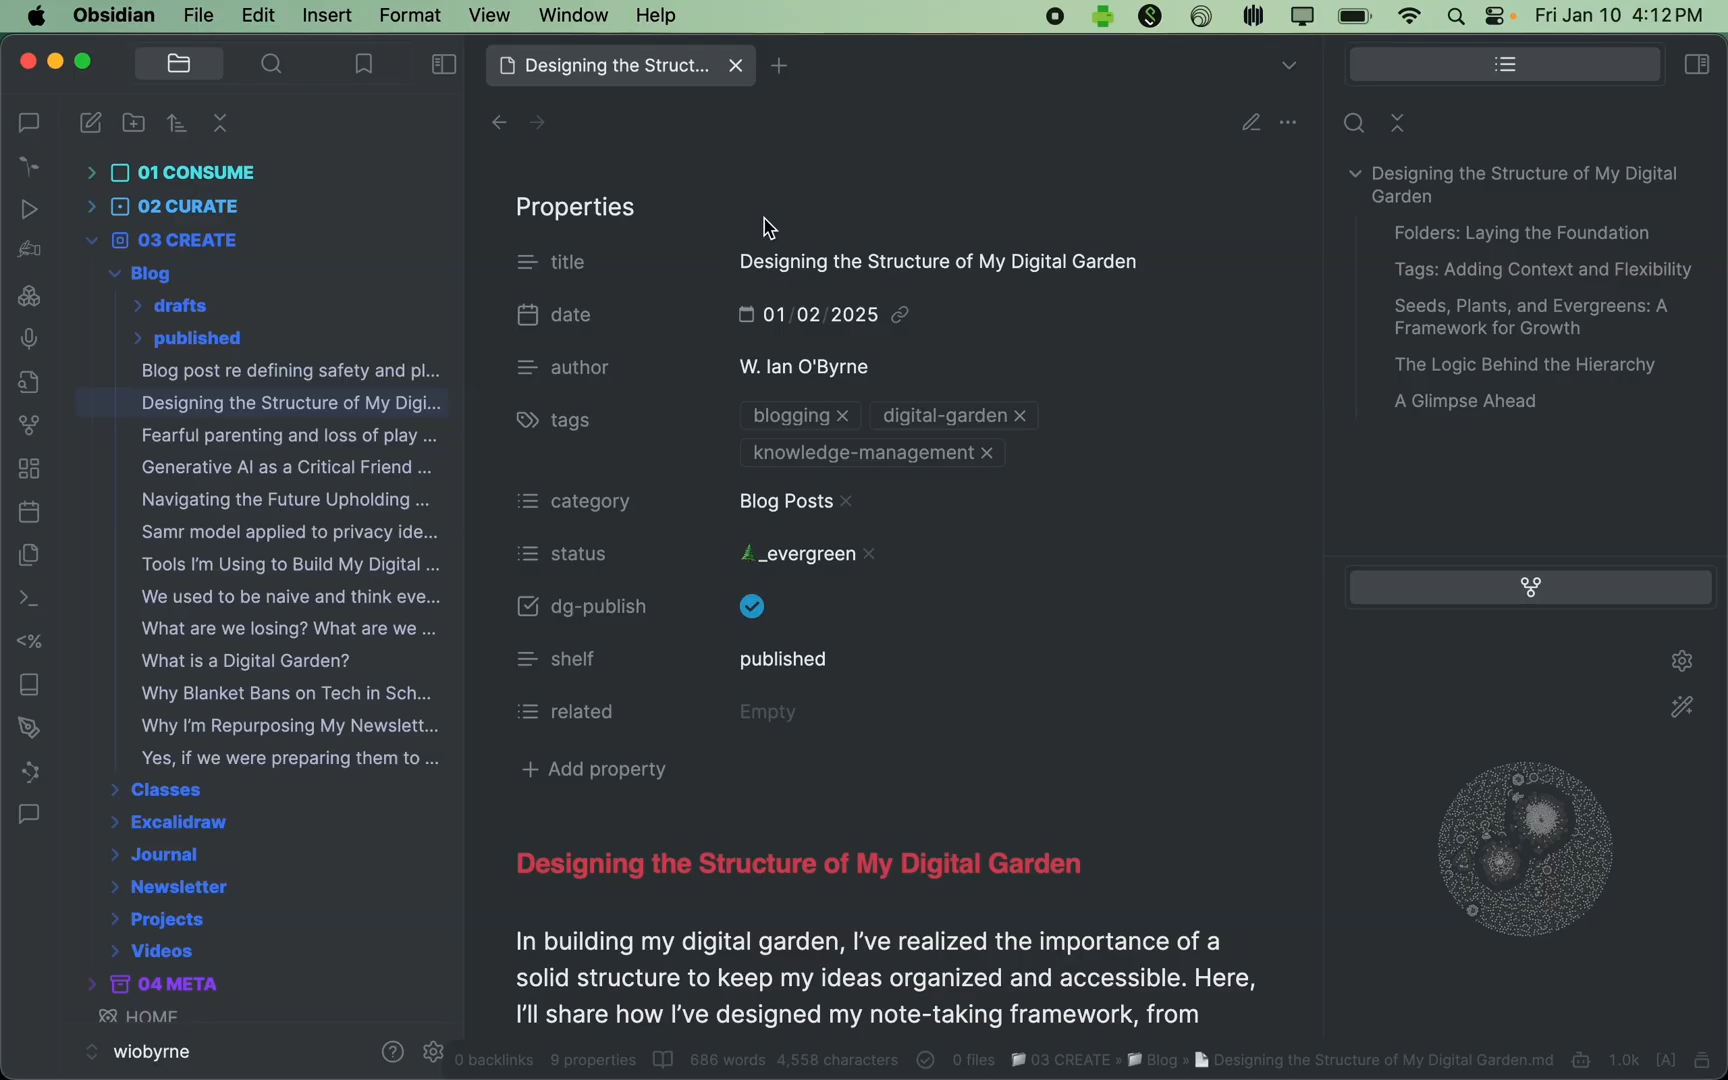 Obsidian File Edit Insert Format View Window Help Fri Jan 10 4:12 PM
Designing the Struct...
01 CONSUME
02 CURATE
03 CREATE
Blog
drafts
published
Blog post re defining safety and pl...
Designing the Structure of My Digi...
Fearful parenting and loss of play ...
Generative AI as a Critical Friend ...
Navigating the Future Upholding ...
Samr model applied to privacy ide...
Tools I'm Using to Build My Digital ...
We used to be naive and think eve...
What are we losing? What are we ...
What is a Digital Garden?
Why Blanket Bans on Tech in Sch...
Why I'm Repurposing My Newslett...
Yes, if we were preparing them to ...
Classes
Excalidraw
Journal
Newsletter
Projects
Videos
04 META
HOME
wiobyrne
Properties
title Designing the Structure of My Digital Garden
date 01/02/2025
author W. Ian O'Byrne
tags blogging digital-garden
knowledge-management
category Blog Posts
status _evergreen
dg-publish
shelf published
related Empty
+ Add property
Designing the Structure of My Digital Garden
In building my digital garden, I've realized the importance of a
solid structure to keep my ideas organized and accessible. Here,
I'll share how I've designed my note-taking framework, from
Designing the Structure of My Digital
Garden
Folders: Laying the Foundation
Tags: Adding Context and Flexibility
Seeds, Plants, and Evergreens: A
Framework for Growth
The Logic Behind the Hierarchy
A Glimpse Ahead
0 backlinks 9 properties 686 words 4,558 characters 0 files 03 CREATE » Blog » Designing the Structure of My Digital Garden.md 1.0k [A]